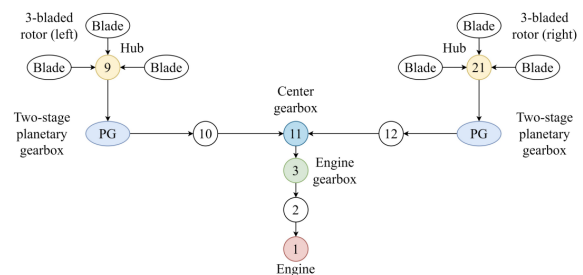 3-bladed
rotor (left)
Blade
Hub
Blade
9
Blade
Two-stage
planetary
gearbox
PG
10
Center
gearbox
11
12
3
Engine
gearbox
2
1
Engine
3-bladed
rotor (right)
Blade
Hub
Blade
21
Blade
PG
Two-stage
planetary
gearbox